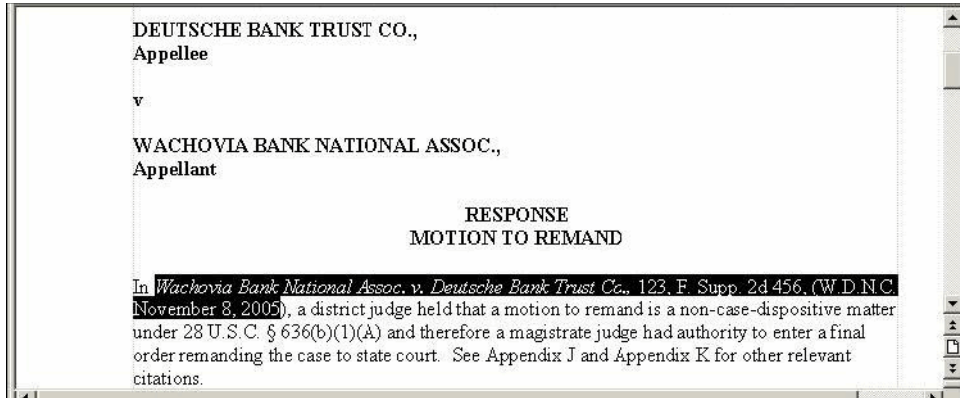 DEUTSCHE BANK TRUST CO.,
Appellee
v
WACHOVIA BANK NATIONAL ASSOC.,
Appellant
RESPONSE
MOTION TO REMAND
In Wachovia Bank National Assoc. v. Deutsche Bank Trust Co., 123, F. Supp. 2d 456, (W.D.N.C.
November 8, 2005), a district judge held that a motion to remand is a non-case-dispositive matter
under 28 U.S.C. § 636(b)(1)(A) and therefore a magistrate judge had authority to enter a final
order remanding the case to state court.  See Appendix J and Appendix K for other relevant
citations.